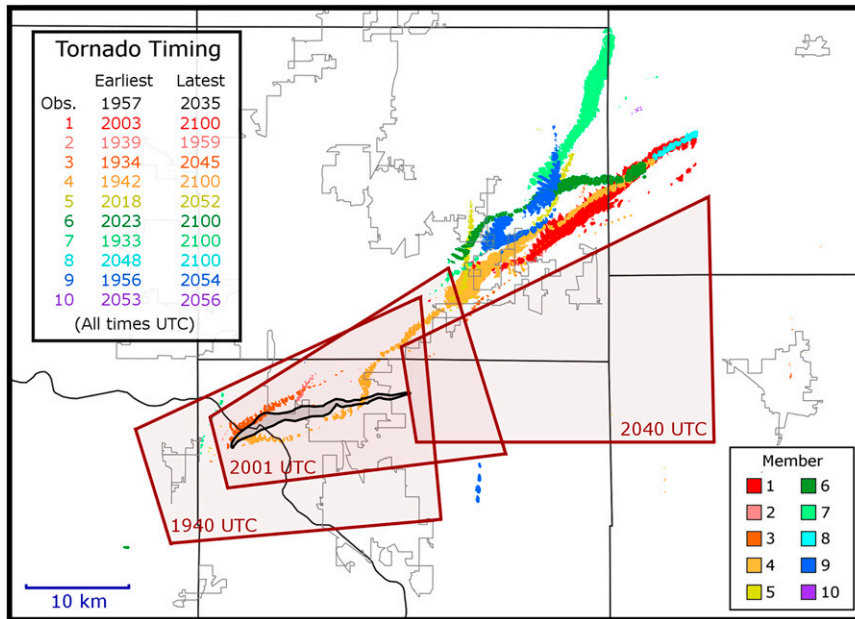 Tornado Timing
Earliest Latest
Obs. 1957 2035
1 2003 2100
2 1939 1959
3 1934 2045
4 1942 2100
5 2018 2052
6 2023 2100
7 1933 2100
8 2048 2100
9 1956 2054
10 2053 2056
(All times UTC)
2040 UTC
2001 UTC
1940 UTC
10 km
Member
1 6
2 7
3 8
4 9
5 10